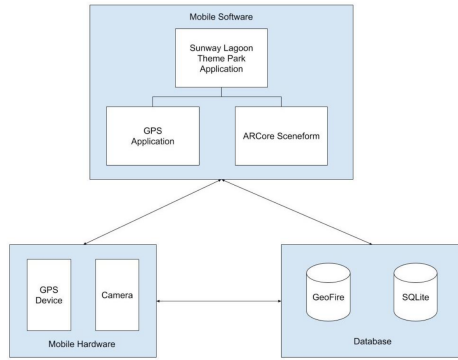 Mobile Software
Sunway Lagoon
Theme Park
Application
GPS
Application
ARCore Sceneform
GPS
Device
Camera
Mobile Hardware
GeoFire
SQLite
Database